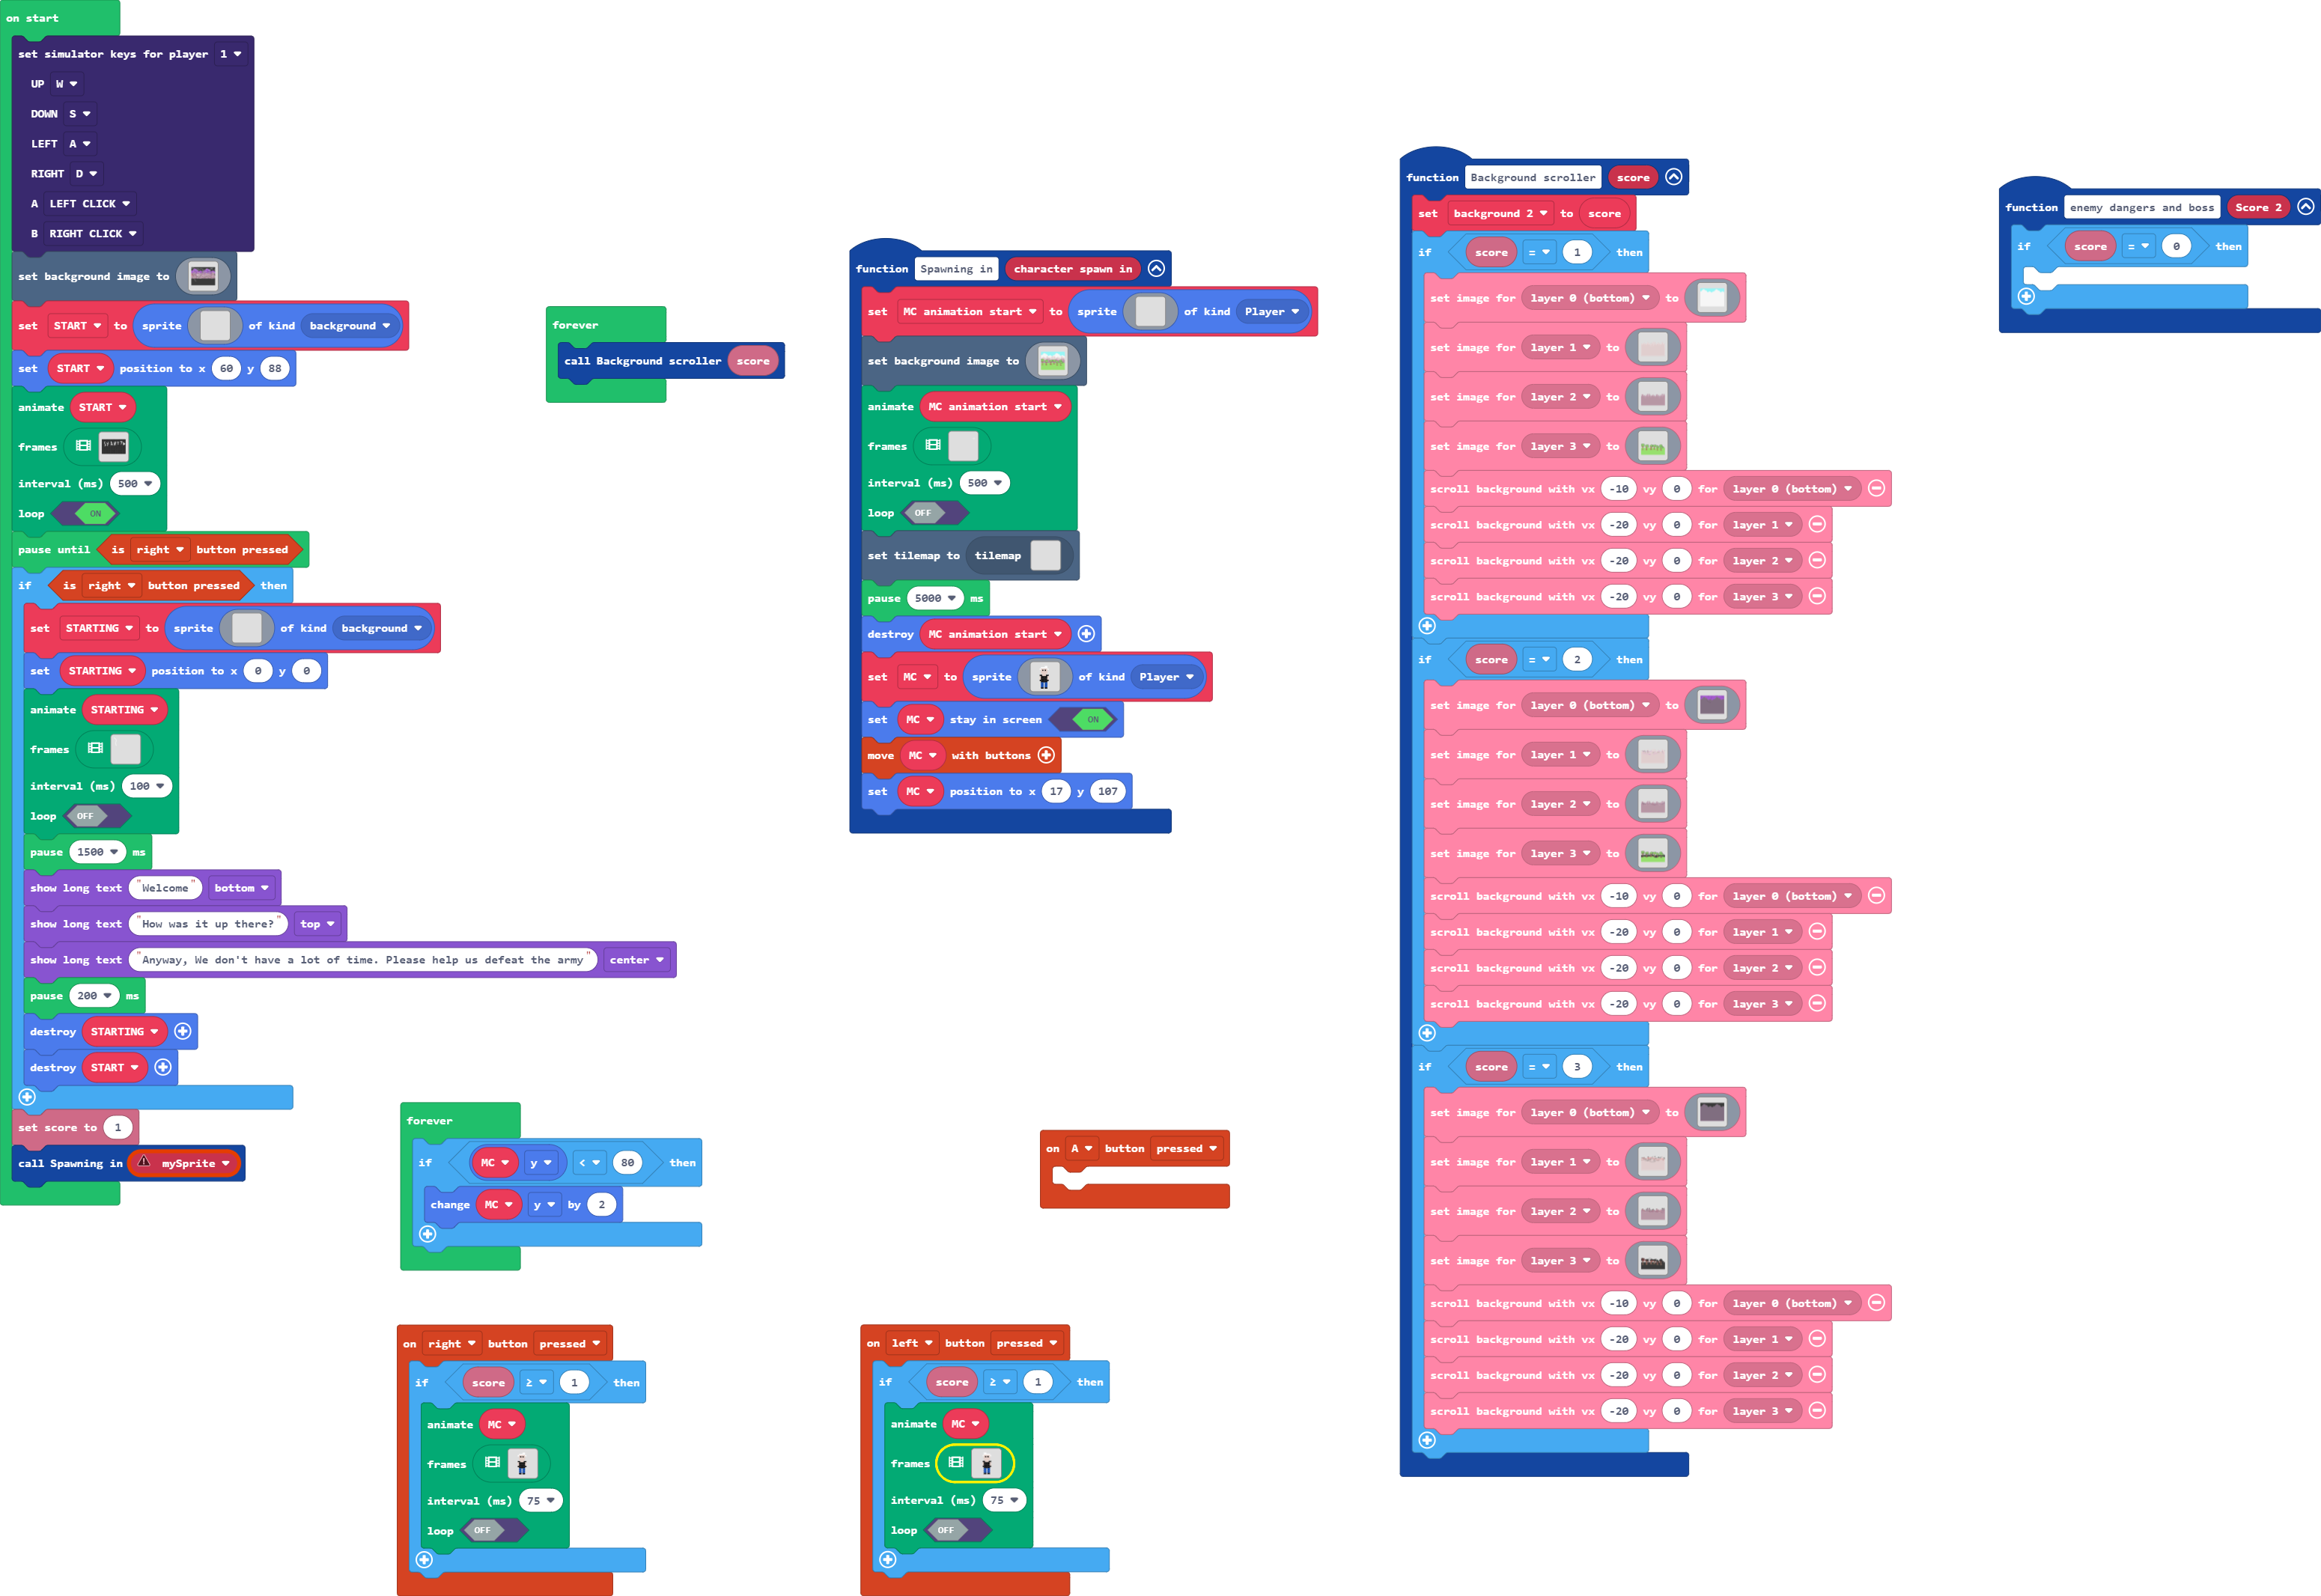 on start
set simulator keys for player 1
UP W
DOWN S
LEFT A
RIGHT D
A LEFT CLICK
B RIGHT CLICK
set background image to
set START to sprite of kind background
set START position to x 60 y 88
animate START
frames
interval (ms) 500
loop ON
pause until is right button pressed
if is right button pressed then
set STARTING to sprite of kind background
set STARTING position to x 0 y 0
animate STARTING
frames
interval (ms) 100
loop OFF
pause 1500 ms
show long text "Welcome" bottom
show long text "How was it up there?" top
show long text "Anyway, We don't have a lot of time. Please help us defeat the army" center
pause 200 ms
destroy STARTING
destroy START
set score to 1
call Spawning in mySprite
forever
call Background scroller score
forever
if MC y < 80 then
change MC y by 2
on right button pressed
if score ≥ 1 then
animate MC
frames
interval (ms) 75
loop OFF
function Spawning in character spawn in
set MC animation start to sprite of kind Player
set background image to
animate MC animation start
frames
interval (ms) 500
loop OFF
set tilemap to tilemap
pause 5000 ms
destroy MC animation start
set MC to sprite of kind Player
set MC stay in screen ON
move MC with buttons
set MC position to x 17 y 107
on A button pressed
on left button pressed
if score ≥ 1 then
animate MC
frames
interval (ms) 75
loop OFF
function Background scroller score
set background 2 to score
if score = 1 then
set image for layer 0 (bottom) to
set image for layer 1 to
set image for layer 2 to
set image for layer 3 to
scroll background with vx -10 vy 0 for layer 0 (bottom)
scroll background with vx -20 vy 0 for layer 1
scroll background with vx -20 vy 0 for layer 2
scroll background with vx -20 vy 0 for layer 3
if score = 2 then
set image for layer 0 (bottom) to
set image for layer 1 to
set image for layer 2 to
set image for layer 3 to
scroll background with vx -10 vy 0 for layer 0 (bottom)
scroll background with vx -20 vy 0 for layer 1
scroll background with vx -20 vy 0 for layer 2
scroll background with vx -20 vy 0 for layer 3
if score = 3 then
set image for layer 0 (bottom) to
set image for layer 1 to
set image for layer 2 to
set image for layer 3 to
scroll background with vx -10 vy 0 for layer 0 (bottom)
scroll background with vx -20 vy 0 for layer 1
scroll background with vx -20 vy 0 for layer 2
scroll background with vx -20 vy 0 for layer 3
function enemy dangers and boss Score 2
if score = 0 then